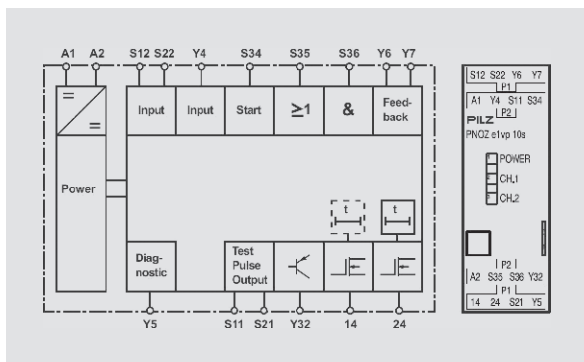 A1 A2 S12 S22 Y4 S34 S35 S36 Y6 Y7
= =
Input Input Start ≥1 & Feed-
back
Power
t t
Diag-
nostic
Test
Pulse
Output
Y5 S11 S21 Y32 14 24
S12 S22 Y6 Y7
P1
A1 Y4 S11 S34
P2
PILZ
PNOZ e1vp 10s
POWER
CH.1
CH.2
P2
A2 S35 S36 Y32
P1
14 24 S21 Y5